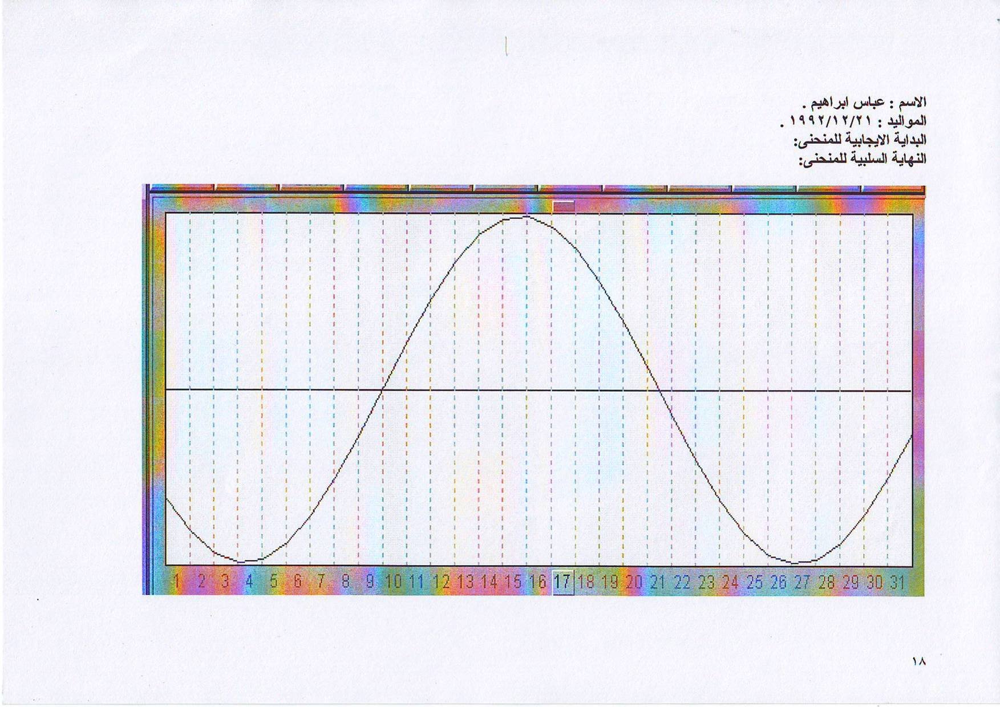 الاسم : عباس ابراهيم .
المواليد : ١٩٩٢/١٢/٢١ .
البداية الايجابية للمنحنى:
النهاية السلبية للمنحنى:
1 2 3 4 5 6 7 8 9 10 11 12 13 14 15 16 17 18 19 20 21 22 23 24 25 26 27 28 29 30 31
١٨